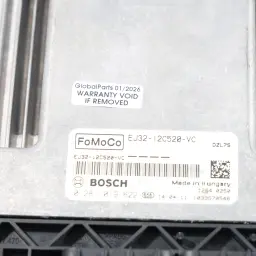 GlobalParts 01/2026
WARRANTY VOID
IF REMOVED
FoMoCo
EJ32-12C520-VC
DZL75
EJ32-12C520-VC
BOSCH
Made in Hungary